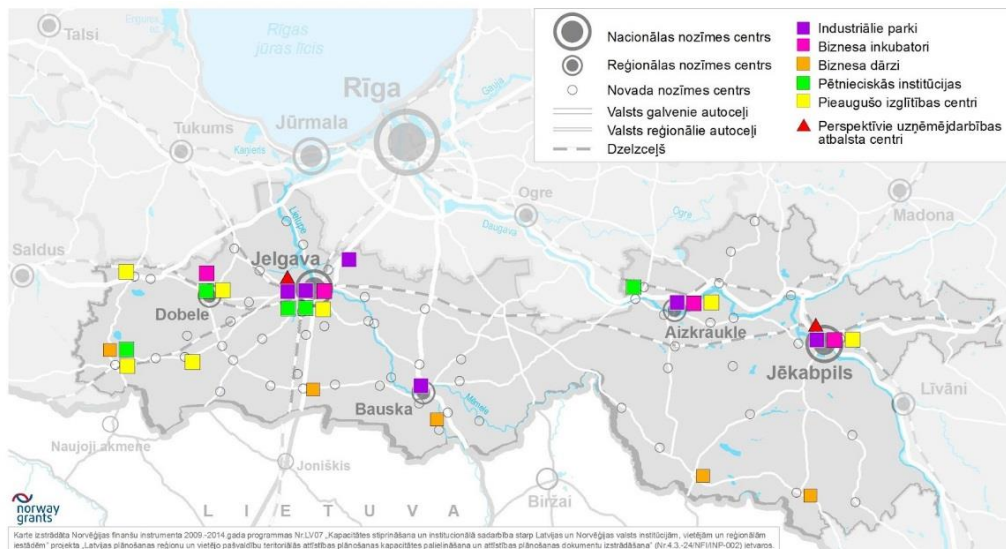 Talsi
Rīgas
jūras līcis
Gauja
Rīga
Jūrmala
Tukums
Ogre
Ogre
Daugava
Madona
Lielupe
Saldus
Jelgava
Dobele
Aizkraukle
Jēkabpils
Līvāni
Bauska
Mēmele
Naujoji akmene
Joniškis
Biržai
L I E T U V A
Nacionālas nozīmes centrs
Reģionālas nozīmes centrs
Novada nozīmes centrs
Valsts galvenie autoceļi
Valsts reģionālie autoceļi
Dzelzceļš
Industriālie parki
Biznesa inkubatori
Biznesa dārzi
Pētnieciskās institūcijas
Pieaugušo izglītības centri
Perspektīvie uzņēmējdarbības
atbalsta centri
norway
grants
Karte izstrādāta Norvēģijas finanšu instrumenta 2009.-2014.gada programmas Nr.LV07 „Kapacitātes stiprināšana un institucionālā sadarbība starp Latvijas un Norvēģijas valsts institūcijām, vietējām un reģionālām
iestādēm" projekta „Latvijas plānošanas reģionu un vietējo pašvaldību teritoriālās attīstības plānošanas kapacitātes palielināšana un attīstības plānošanas dokumentu izstrādāšana" (Nr.4.3.-24/NFI/INP-002) ietvaros.